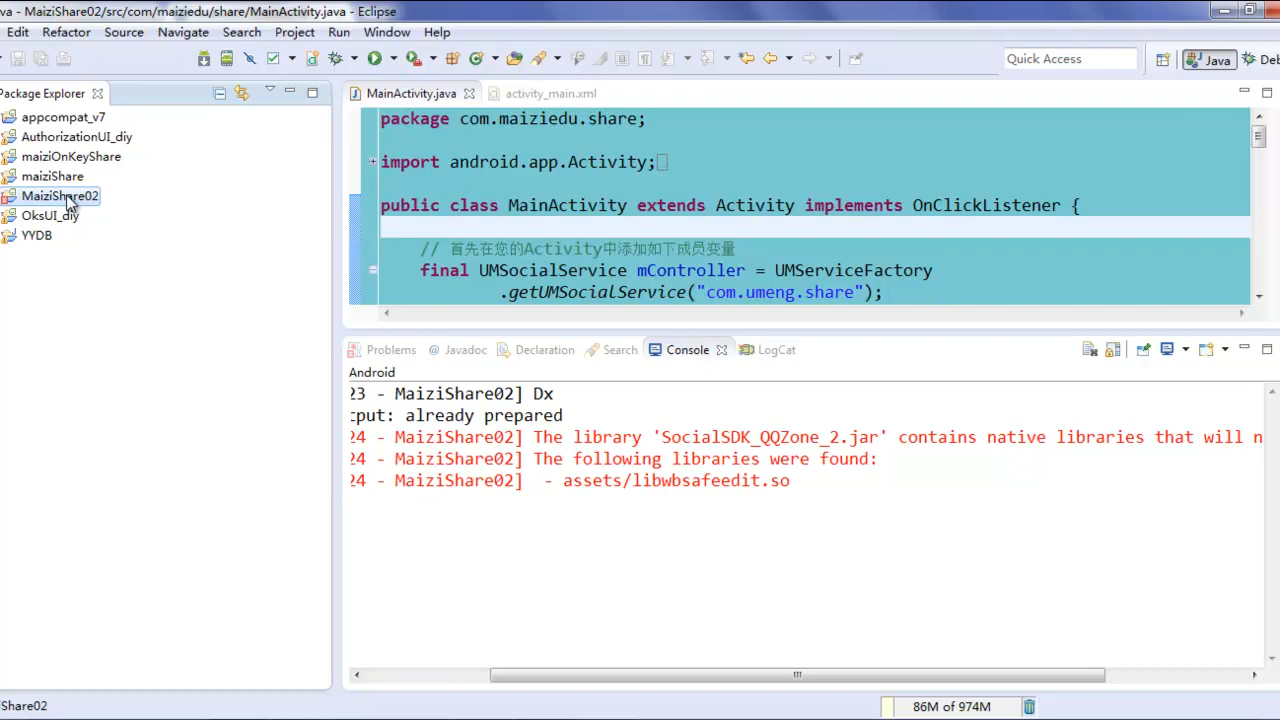 va - MaiziShare02/src/com/maiziedu/share/MainActivity.java - Eclipse
Edit Refactor Source Navigate Search Project Run Window Help
Quick Access
Java
Deb
Package Explorer
MainActivity.java
activity_main.xml
appcompat_v7
AuthorizationUI_diy
maiziOnKeyShare
maiziShare
MaiziShare02
OksUI_diy
YYDB
package com.maiziedu.share;
import android.app.Activity;
public class MainActivity extends Activity implements OnClickListener {
// 首先在您的Activity中添加如下成员变量
final UMSocialService mController = UMServiceFactory
.getUMSocialService("com.umeng.share");
Problems @ Javadoc Declaration Search Console LogCat
Android
23 - MaiziShare02] Dx
cput: already prepared
24 - MaiziShare02] The library 'SocialSDK_QQZone_2.jar' contains native libraries that will n
24 - MaiziShare02] The following libraries were found:
24 - MaiziShare02]  - assets/libwbsafeedit.so
Share02
86M of 974M